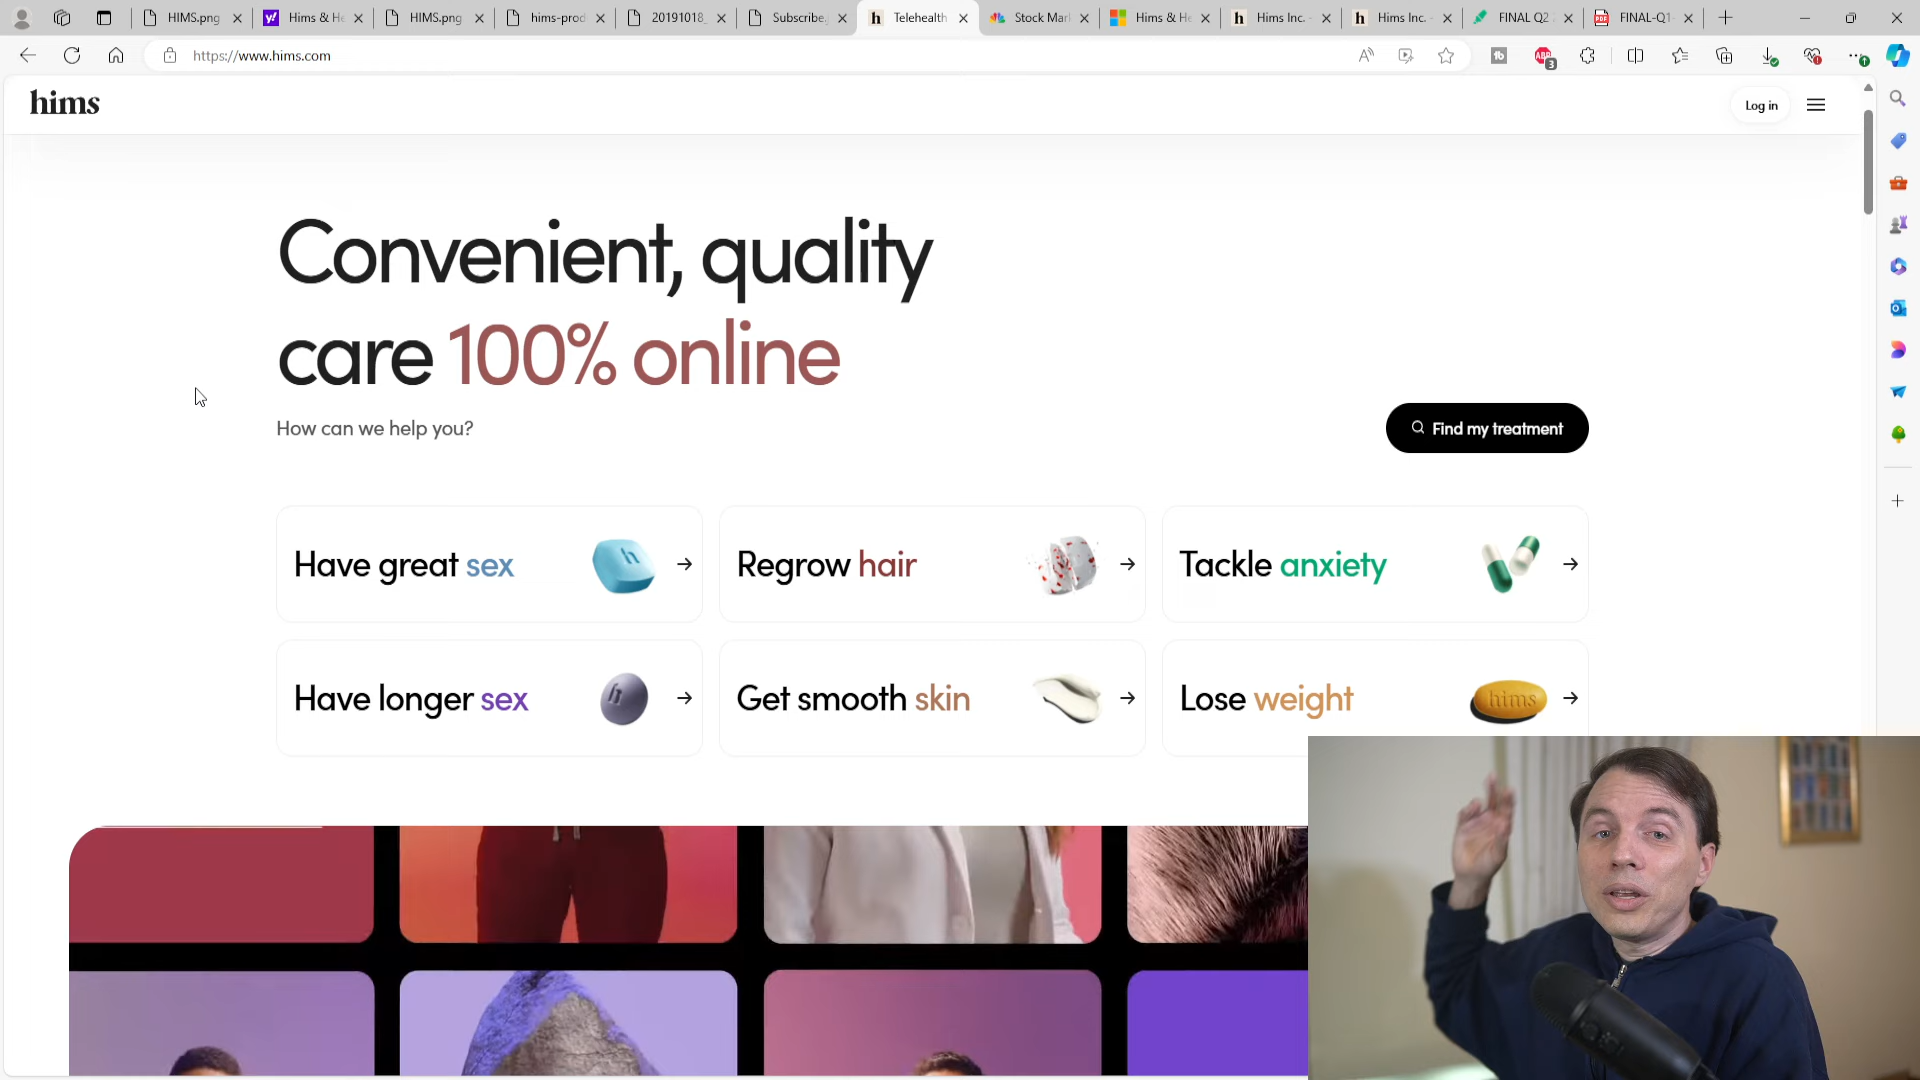 HIMS.png
Hims & He
HIMS.png
hims-prod
20191018_
Subscribe.j
Telehealth
Stock Mar
Hims & He
Hims Inc. -
Hims Inc. -
FINAL Q2 2
FINAL-Q1-
https://www.hims.com
hims
Log in
Convenient, quality
care 100% online
How can we help you?
Find my treatment
Have great sex
Regrow hair
Tackle anxiety
Have longer sex
Get smooth skin
Lose weight
hims